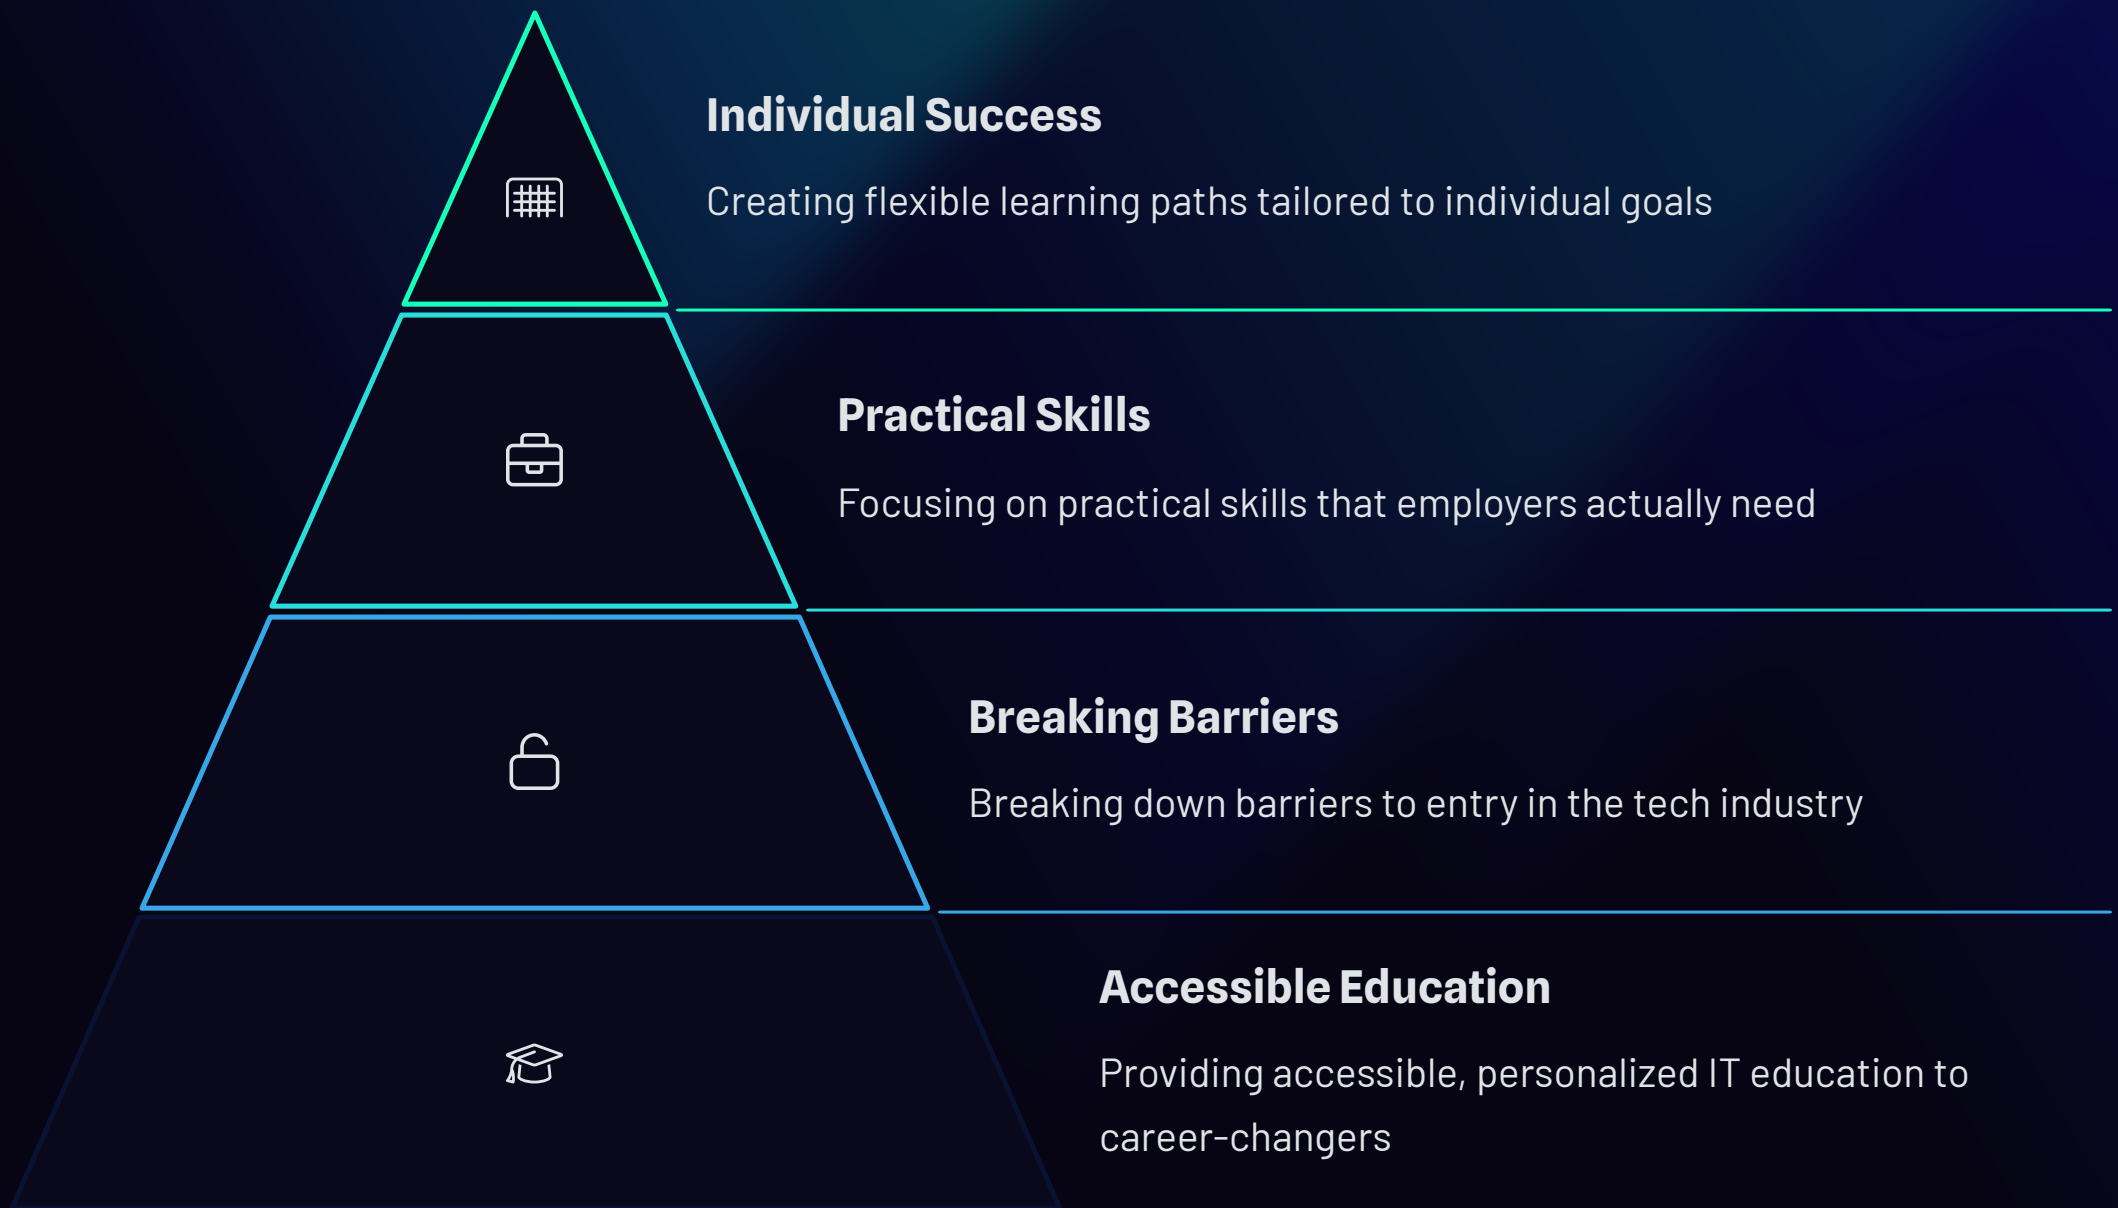 Individual Success
Creating flexible learning paths tailored to individual goals
Practical Skills
Focusing on practical skills that employers actually need
Breaking Barriers
Breaking down barriers to entry in the tech industry
Accessible Education
Providing accessible, personalized IT education to
career-changers